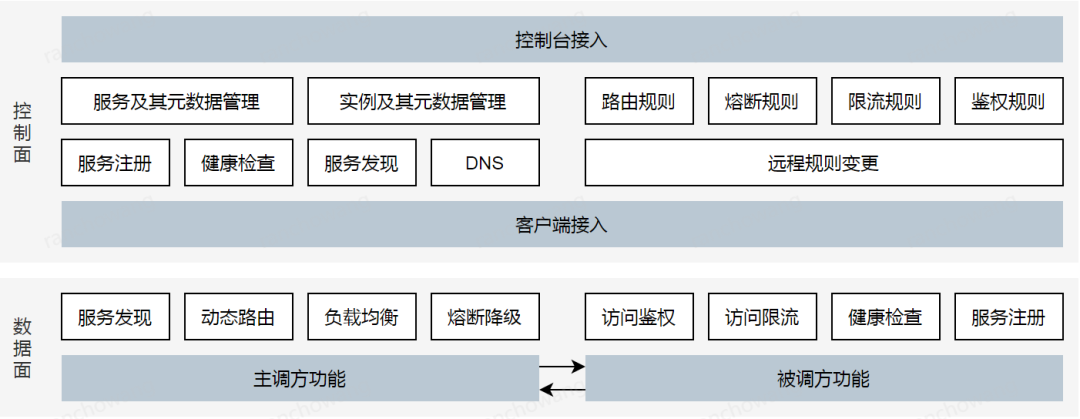 控制面
控制台接入
服务及其元数据管理
实例及其元数据管理
路由规则
熔断规则
限流规则
鉴权规则
服务注册
健康检查
服务发现
DNS
远程规则变更
客户端接入
数据面
服务发现
动态路由
负载均衡
熔断降级
访问鉴权
访问限流
健康检查
服务注册
主调方功能
被调方功能